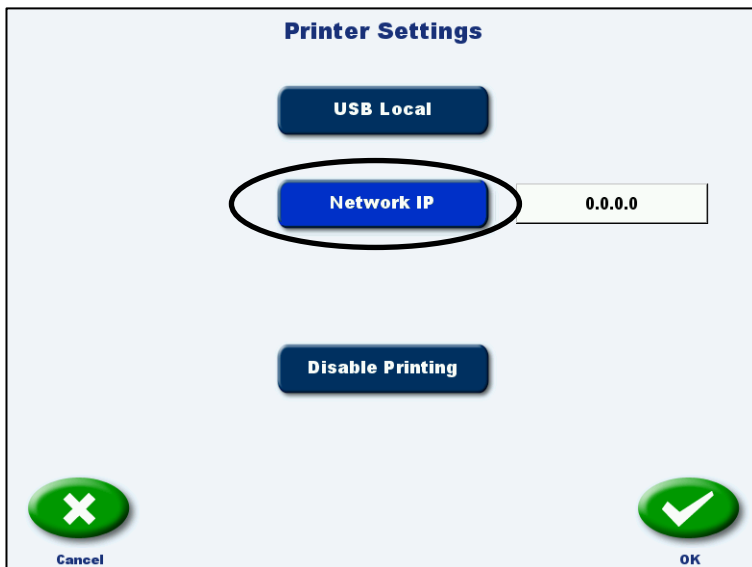 Printer Settings
USB Local
Network IP
0.0.0.0
Disable Printing
Cancel
OK